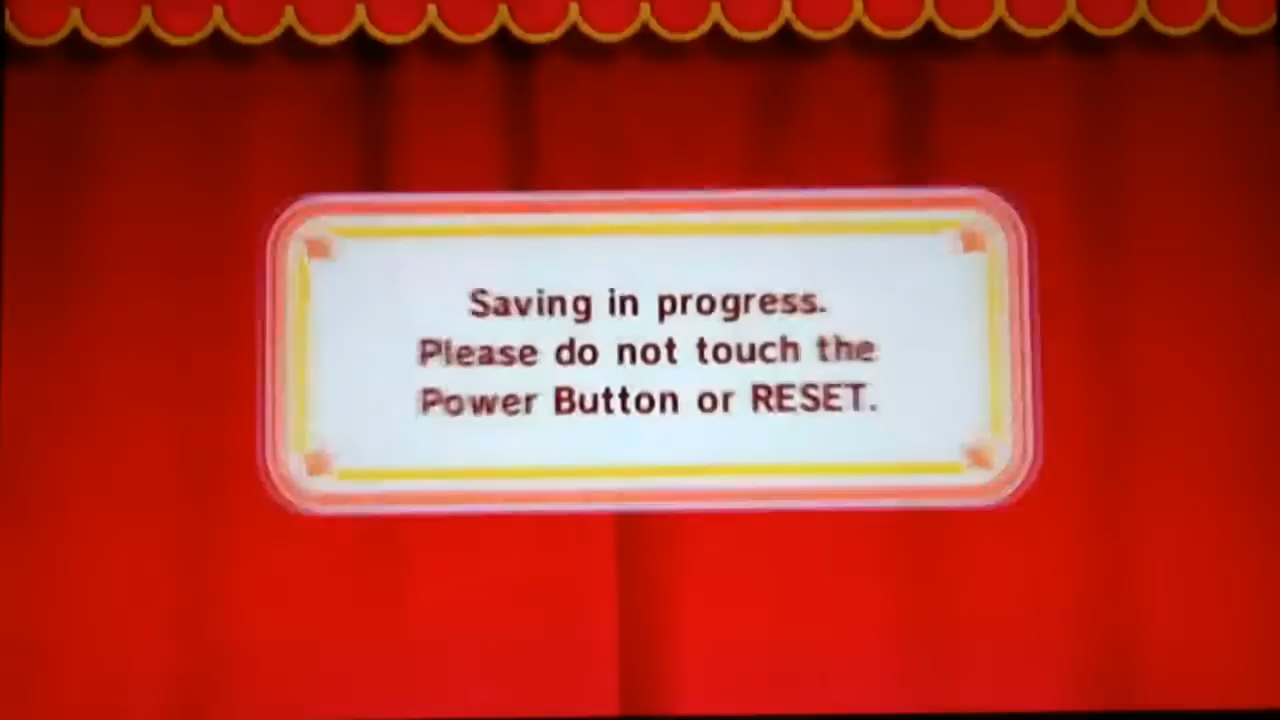 Saving in progress.
Please do not touch the
Power Button or RESET.